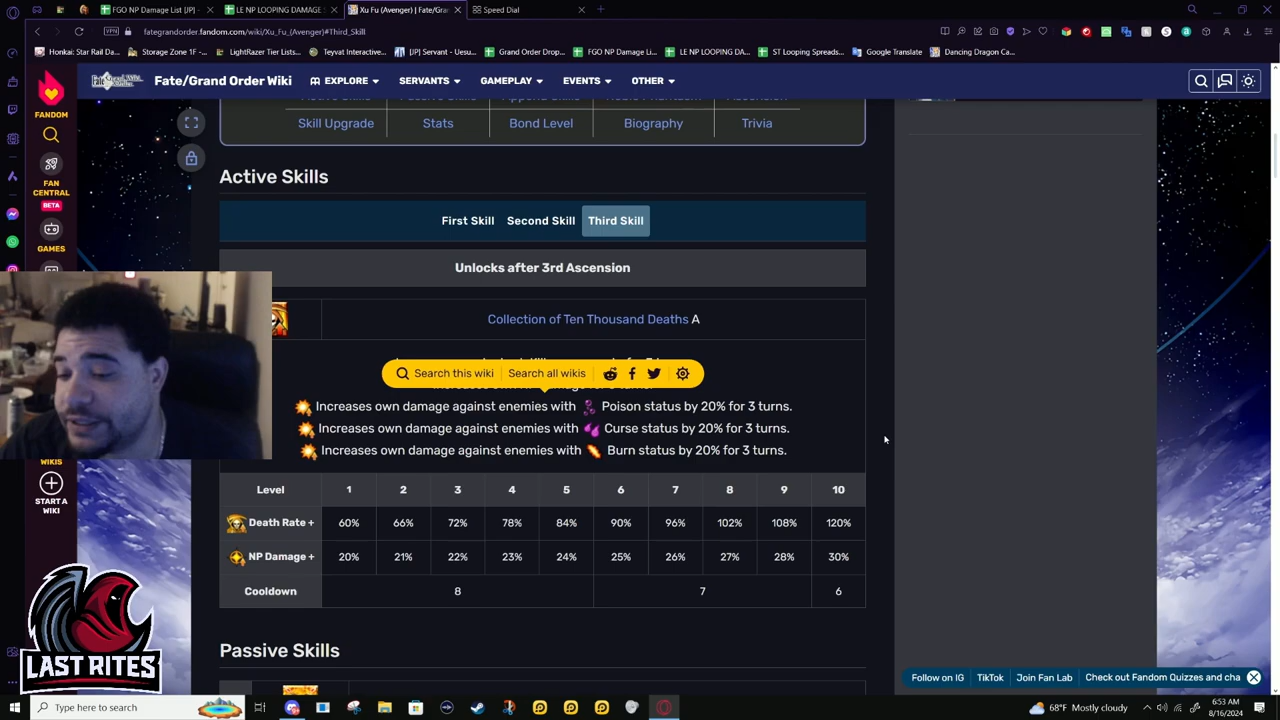 FGO NP Damage List [JP] -
LE NP LOOPING DAMAGE
Xu Fu (Avenger) | Fate/Gra
Speed Dial
VPN
fategrandorder.fandom.com/wiki/Xu_Fu_(Avenger)#Third_Skill
Honkai: Star Rail Da...
Storage Zone 1F -...
LightRazer Tier Lists...
Teyvat Interactive...
[JP] Servant - Uesu...
Grand Order Drop...
FGO NP Damage Li...
LE NP LOOPING DA...
ST Looping Spreads...
Google Translate
Dancing Dragon Ca...
FANDOM
FAN CENTRAL
BETA
GAMES
WIKIS
START A WIKI
Fate/Grand Order Wiki
EXPLORE
SERVANTS
GAMEPLAY
EVENTS
OTHER
Skill Upgrade
Stats
Bond Level
Biography
Trivia
Active Skills
First Skill
Second Skill
Third Skill
Unlocks after 3rd Ascension
Collection of Ten Thousand Deaths A
Search this wiki
Search all wikis
Increases own damage against enemies with Poison status by 20% for 3 turns.
Increases own damage against enemies with Curse status by 20% for 3 turns.
Increases own damage against enemies with Burn status by 20% for 3 turns.
Level 1 2 3 4 5 6 7 8 9 10
Death Rate + 60% 66% 72% 78% 84% 90% 96% 102% 108% 120%
NP Damage + 20% 21% 22% 23% 24% 25% 26% 27% 28% 30%
Cooldown 8 7 6
Passive Skills
LAST RITES
Follow on IG
TikTok
Join Fan Lab
Check out Fandom Quizzes and cha
Type here to search
68°F Mostly cloudy
6:53 AM
8/16/2024